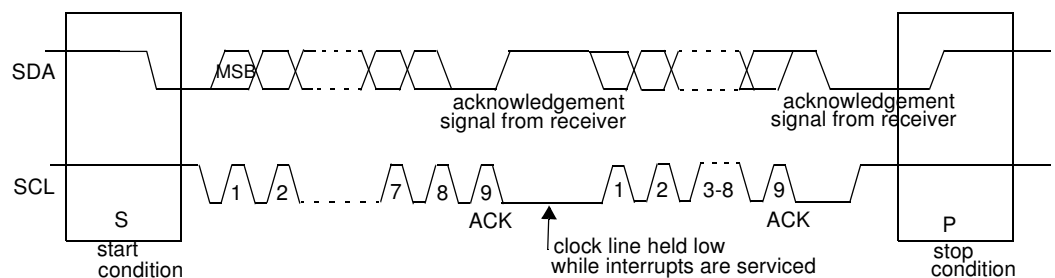 SDA
MSB
acknowledgement
signal from receiver
acknowledgement
signal from receiver
SCL
1
2
7
8
9
1
2
3-8
9
S
ACK
ACK
P
start
condition
clock line held low
while interrupts are serviced
stop
condition